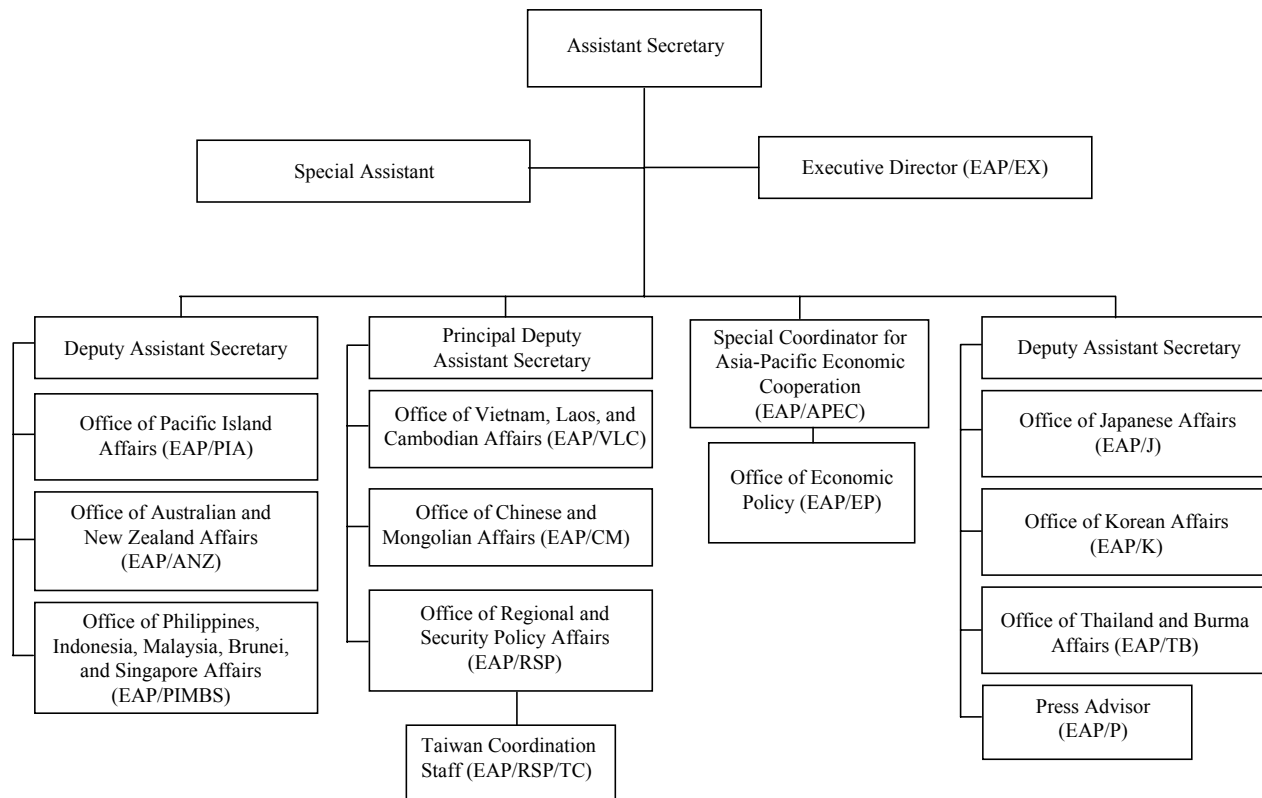 Assistant Secretary
Special Assistant
Executive Director (EAP/EX)
Deputy Assistant Secretary
Office of Pacific Island
Affairs (EAP/PIA)
Office of Australian and
New Zealand Affairs
(EAP/ANZ)
Office of Philippines,
Indonesia, Malaysia, Brunei,
and Singapore Affairs
(EAP/PIMBS)
Principal Deputy
Assistant Secretary
Office of Vietnam, Laos, and
Cambodian Affairs (EAP/VLC)
Office of Chinese and
Mongolian Affairs (EAP/CM)
Office of Regional and
Security Policy Affairs
(EAP/RSP)
Taiwan Coordination
Staff (EAP/RSP/TC)
Special Coordinator for
Asia-Pacific Economic
Cooperation
(EAP/APEC)
Office of Economic
Policy (EAP/EP)
Deputy Assistant Secretary
Office of Japanese Affairs
(EAP/J)
Office of Korean Affairs
(EAP/K)
Office of Thailand and Burma
Affairs (EAP/TB)
Press Advisor
(EAP/P)